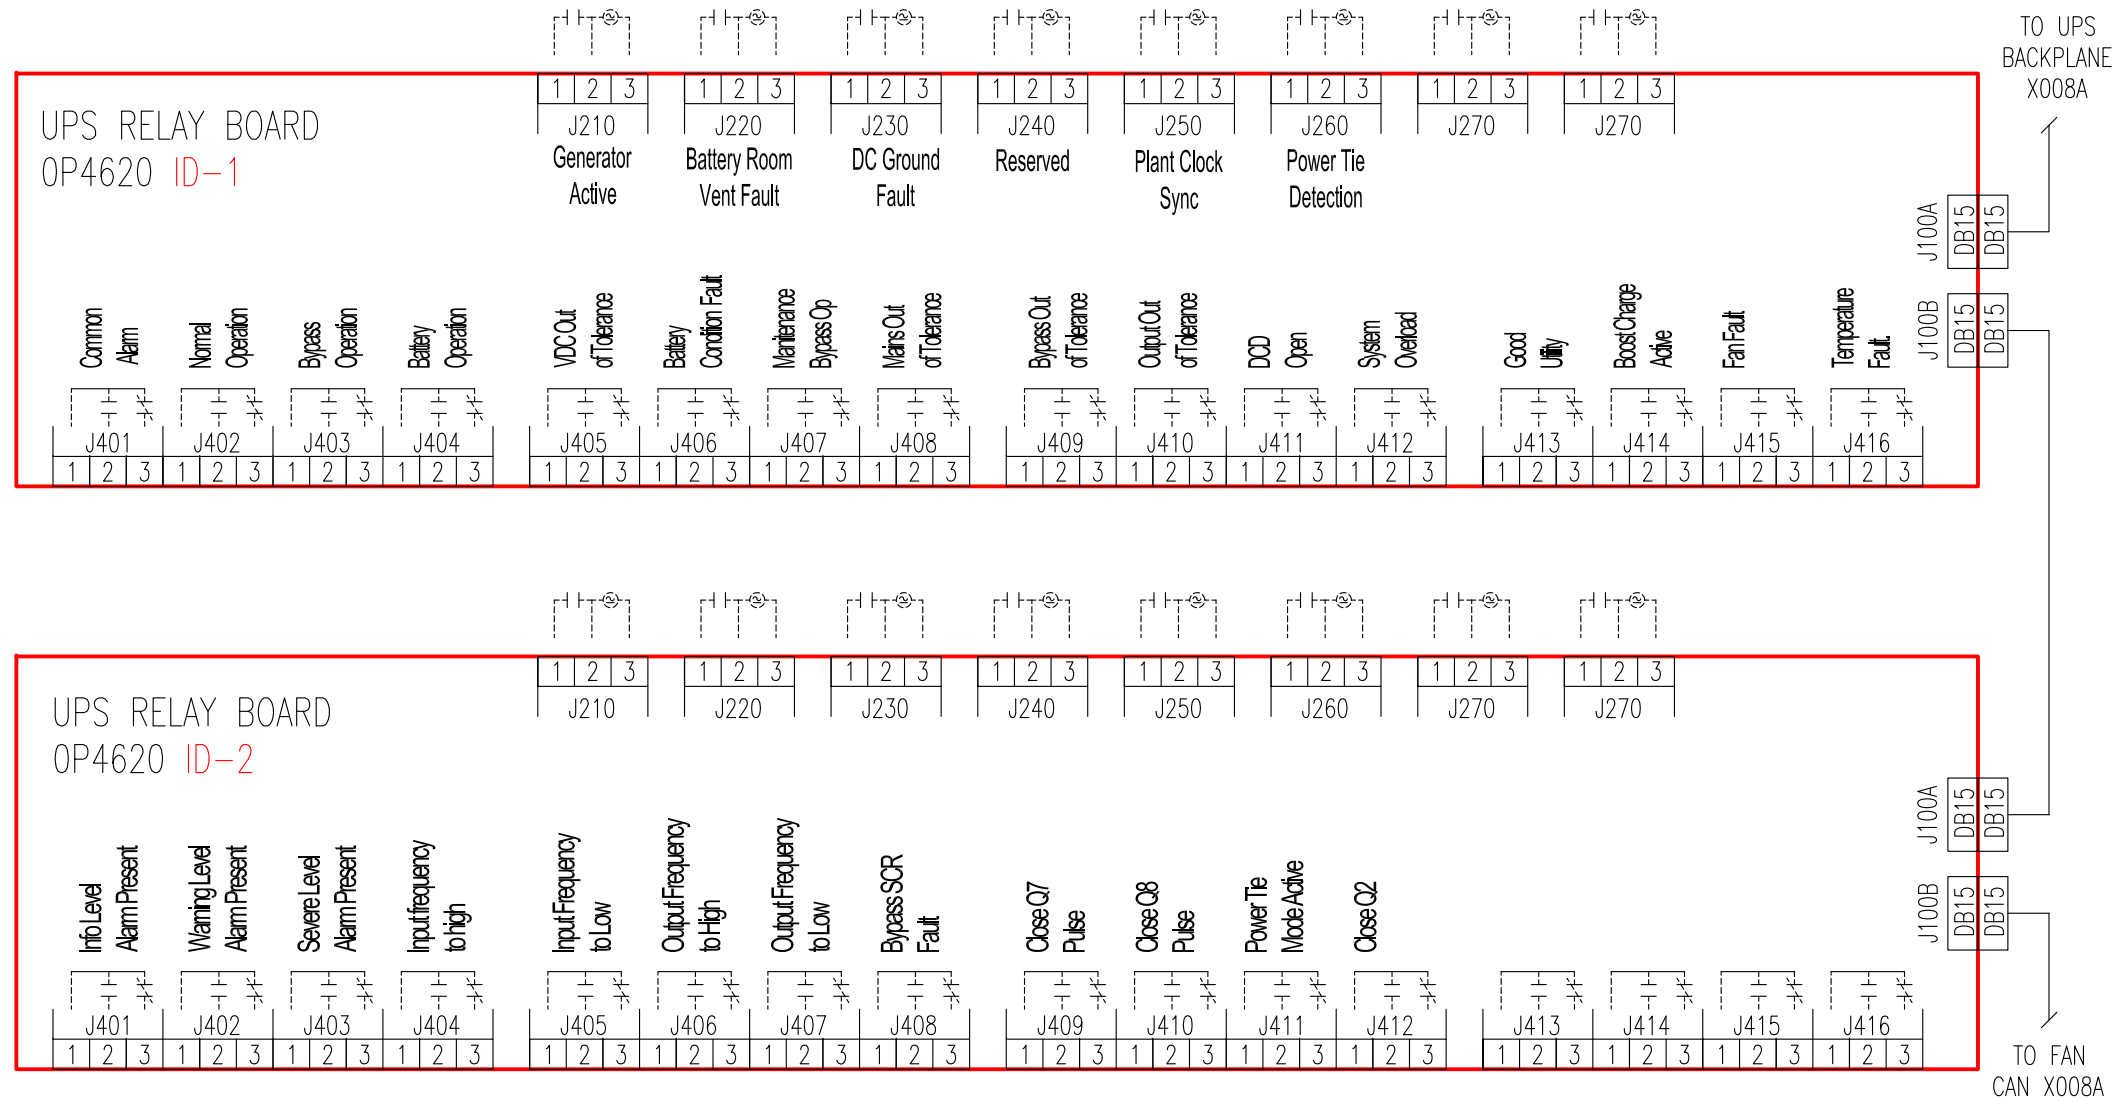 TO UPS
BACKPLANE
X008A
1 2 3 1 2 3 1 2 3 1 2 3 1 2 3 1 2 3 1 2 3 1 2 3
J210 J220 J230 J240 J250 J260 J270 J270
UPS RELAY BOARD
0P4620 ID-1
Generator
Active
Battery Room
Vent Fault
DC Ground
Fault
Reserved
Plant Clock
Sync
Power Tie
Detection
J100A
DB15 DB15
J100B
DB15 DB15
Common
Alarm
Normal
Operation
Bypass
Operation
Battery
Operation
VDC Out
of Tolerance
Battery
Condition Fault
Maintenance
Bypass Op
Mains Out
of Tolerance
Bypass Out
of Tolerance
Output Out
of Tolerance
DCD
Open
System
Overload
Good
Utility
Boost Charge
Active
Fan Fault
Temperature
Fault.
J401 J402 J403 J404 J405 J406 J407 J408 J409 J410 J411 J412 J413 J414 J415 J416
1 2 3 1 2 3 1 2 3 1 2 3 1 2 3 1 2 3 1 2 3 1 2 3 1 2 3 1 2 3 1 2 3 1 2 3 1 2 3 1 2 3 1 2 3 1 2 3
1 2 3 1 2 3 1 2 3 1 2 3 1 2 3 1 2 3 1 2 3 1 2 3
J210 J220 J230 J240 J250 J260 J270 J270
UPS RELAY BOARD
0P4620 ID-2
J100A
DB15 DB15
J100B
DB15 DB15
Info Level
Alarm Present
Warning Level
Alarm Present
Severe Level
Alarm Present
Input frequency
to high
Input Frequency
to Low
Output Frequency
to High
Output Frequency
to Low
Bypass SCR
Fault.
Close Q7
Pulse
Close Q8
Pulse
Power Tie
Mode Active
Close Q2
J401 J402 J403 J404 J405 J406 J407 J408 J409 J410 J411 J412 J413 J414 J415 J416
1 2 3 1 2 3 1 2 3 1 2 3 1 2 3 1 2 3 1 2 3 1 2 3 1 2 3 1 2 3 1 2 3 1 2 3 1 2 3 1 2 3 1 2 3 1 2 3
TO FAN
CAN X008A